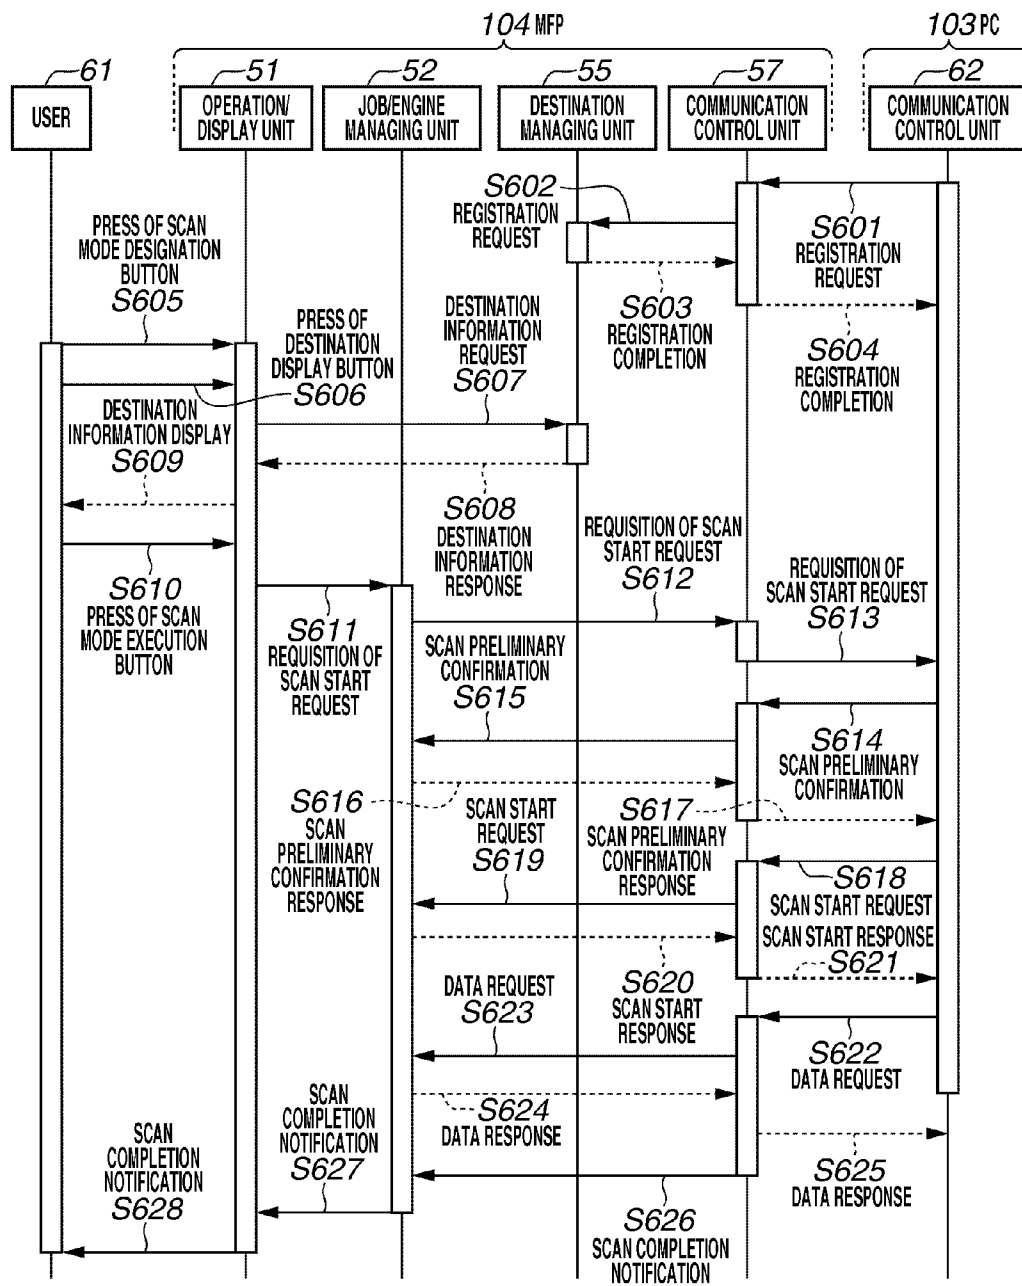 104 MFP
103 PC
61
51
52
55
57
62
USER
OPERATION/
DISPLAY UNIT
JOB/ENGINE
MANAGING UNIT
DESTINATION
MANAGING UNIT
COMMUNICATION
CONTROL UNIT
COMMUNICATION
CONTROL UNIT
S601
REGISTRATION
REQUEST
S602
REGISTRATION
REQUEST
S603
REGISTRATION
COMPLETION
S604
REGISTRATION
COMPLETION
PRESS OF SCAN
MODE DESIGNATION
BUTTON
S605
PRESS OF
DESTINATION
DISPLAY BUTTON
S606
DESTINATION
INFORMATION
REQUEST
S607
S608
DESTINATION
INFORMATION
RESPONSE
DESTINATION
INFORMATION DISPLAY
S609
S610
PRESS OF SCAN
MODE EXECUTION
BUTTON
S611
REQUISITION OF
SCAN START
REQUEST
REQUISITION OF SCAN
START REQUEST
S612
REQUISITION OF
SCAN START REQUEST
S613
S614
SCAN PRELIMINARY
CONFIRMATION
SCAN PRELIMINARY
CONFIRMATION
S615
S616
SCAN
PRELIMINARY
CONFIRMATION
RESPONSE
S617
SCAN PRELIMINARY
CONFIRMATION
RESPONSE
S618
SCAN START REQUEST
SCAN START
REQUEST
S619
S620
SCAN START
RESPONSE
SCAN START RESPONSE
S621
S622
DATA REQUEST
DATA REQUEST
S623
S624
DATA RESPONSE
S625
DATA RESPONSE
S626
SCAN COMPLETION
NOTIFICATION
SCAN
COMPLETION
NOTIFICATION
S627
SCAN
COMPLETION
NOTIFICATION
S628